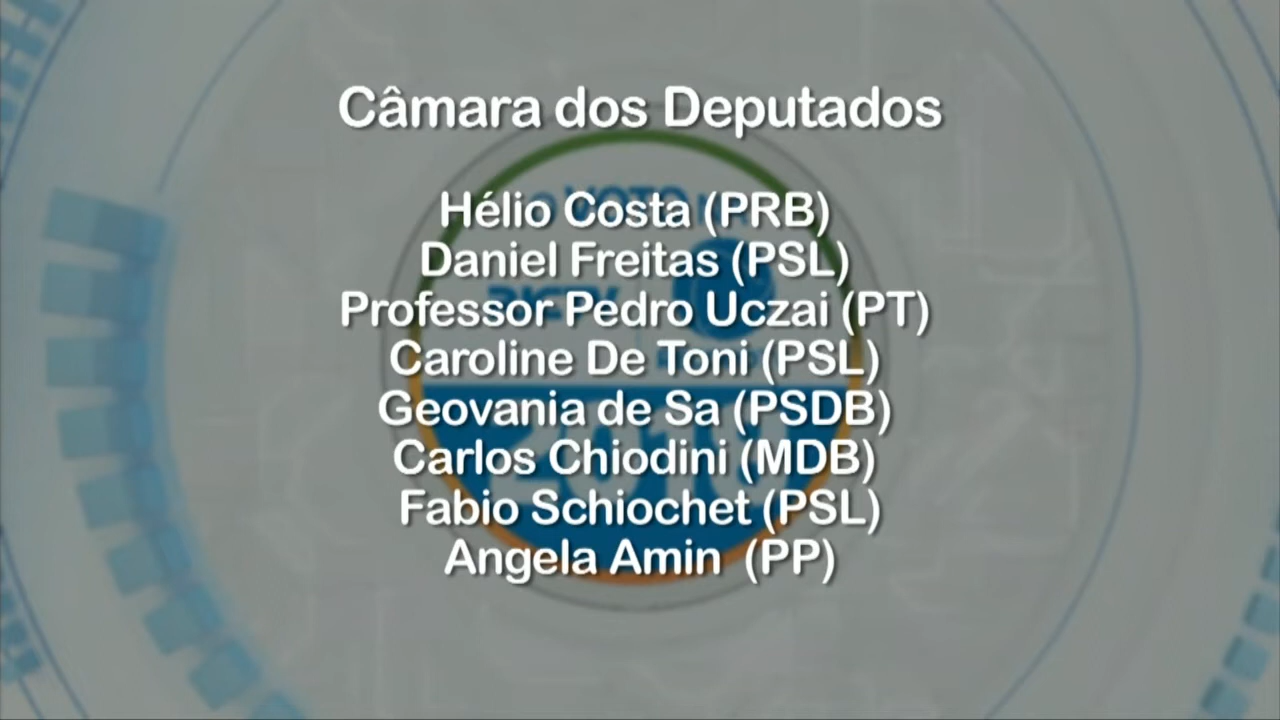 Câmara dos Deputados
Hélio Costa (PRB)
Daniel Freitas (PSL)
Professor Pedro Uczai (PT)
Caroline De Toni (PSL)
Geovania de Sa (PSDB)
Carlos Chiodini (MDB)
Fabio Schiochet (PSL)
Angela Amin (PP)